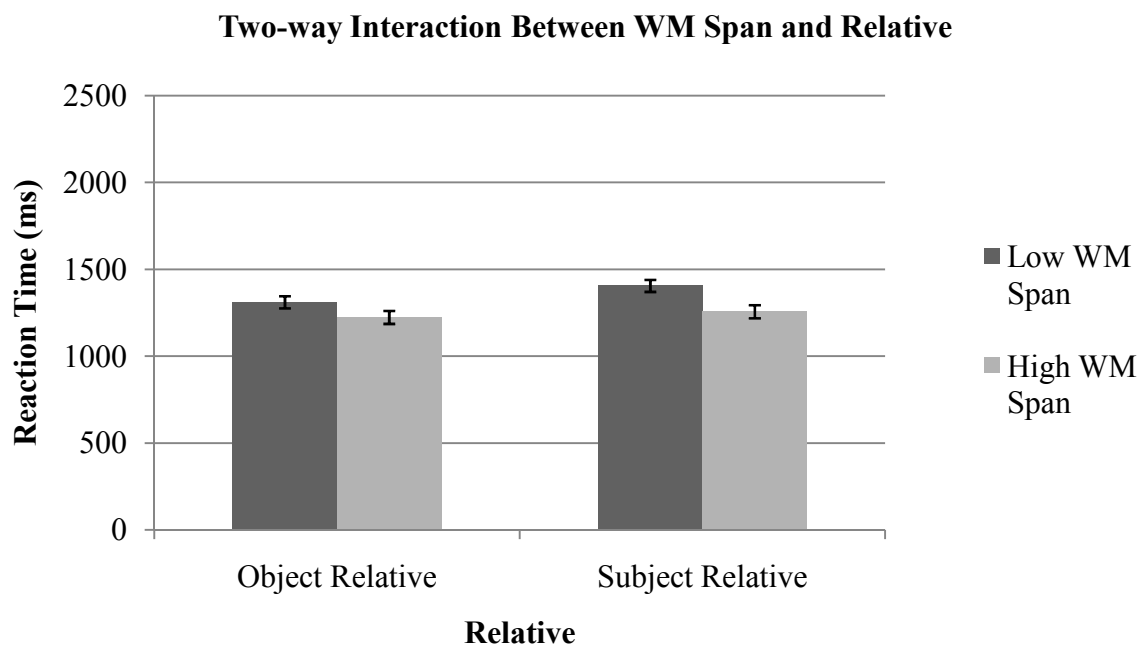 Two-way Interaction Between WM Span and Relative
2500
2000
1500
1000
500
0
Reaction Time (ms)
Object Relative
Subject Relative
Relative
Low WM
Span
High WM
Span